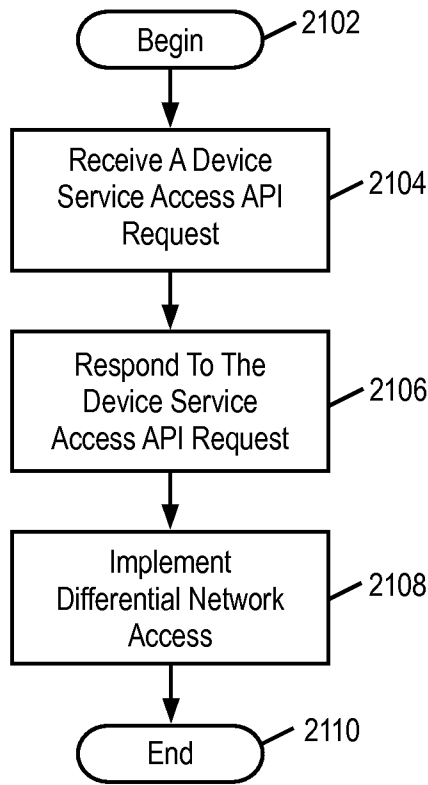 Begin
2102
Receive A Device
Service Access API
Request
2104
Respond To The
Device Service
Access API Request
2106
Implement
Differential Network
Access
2108
End
2110